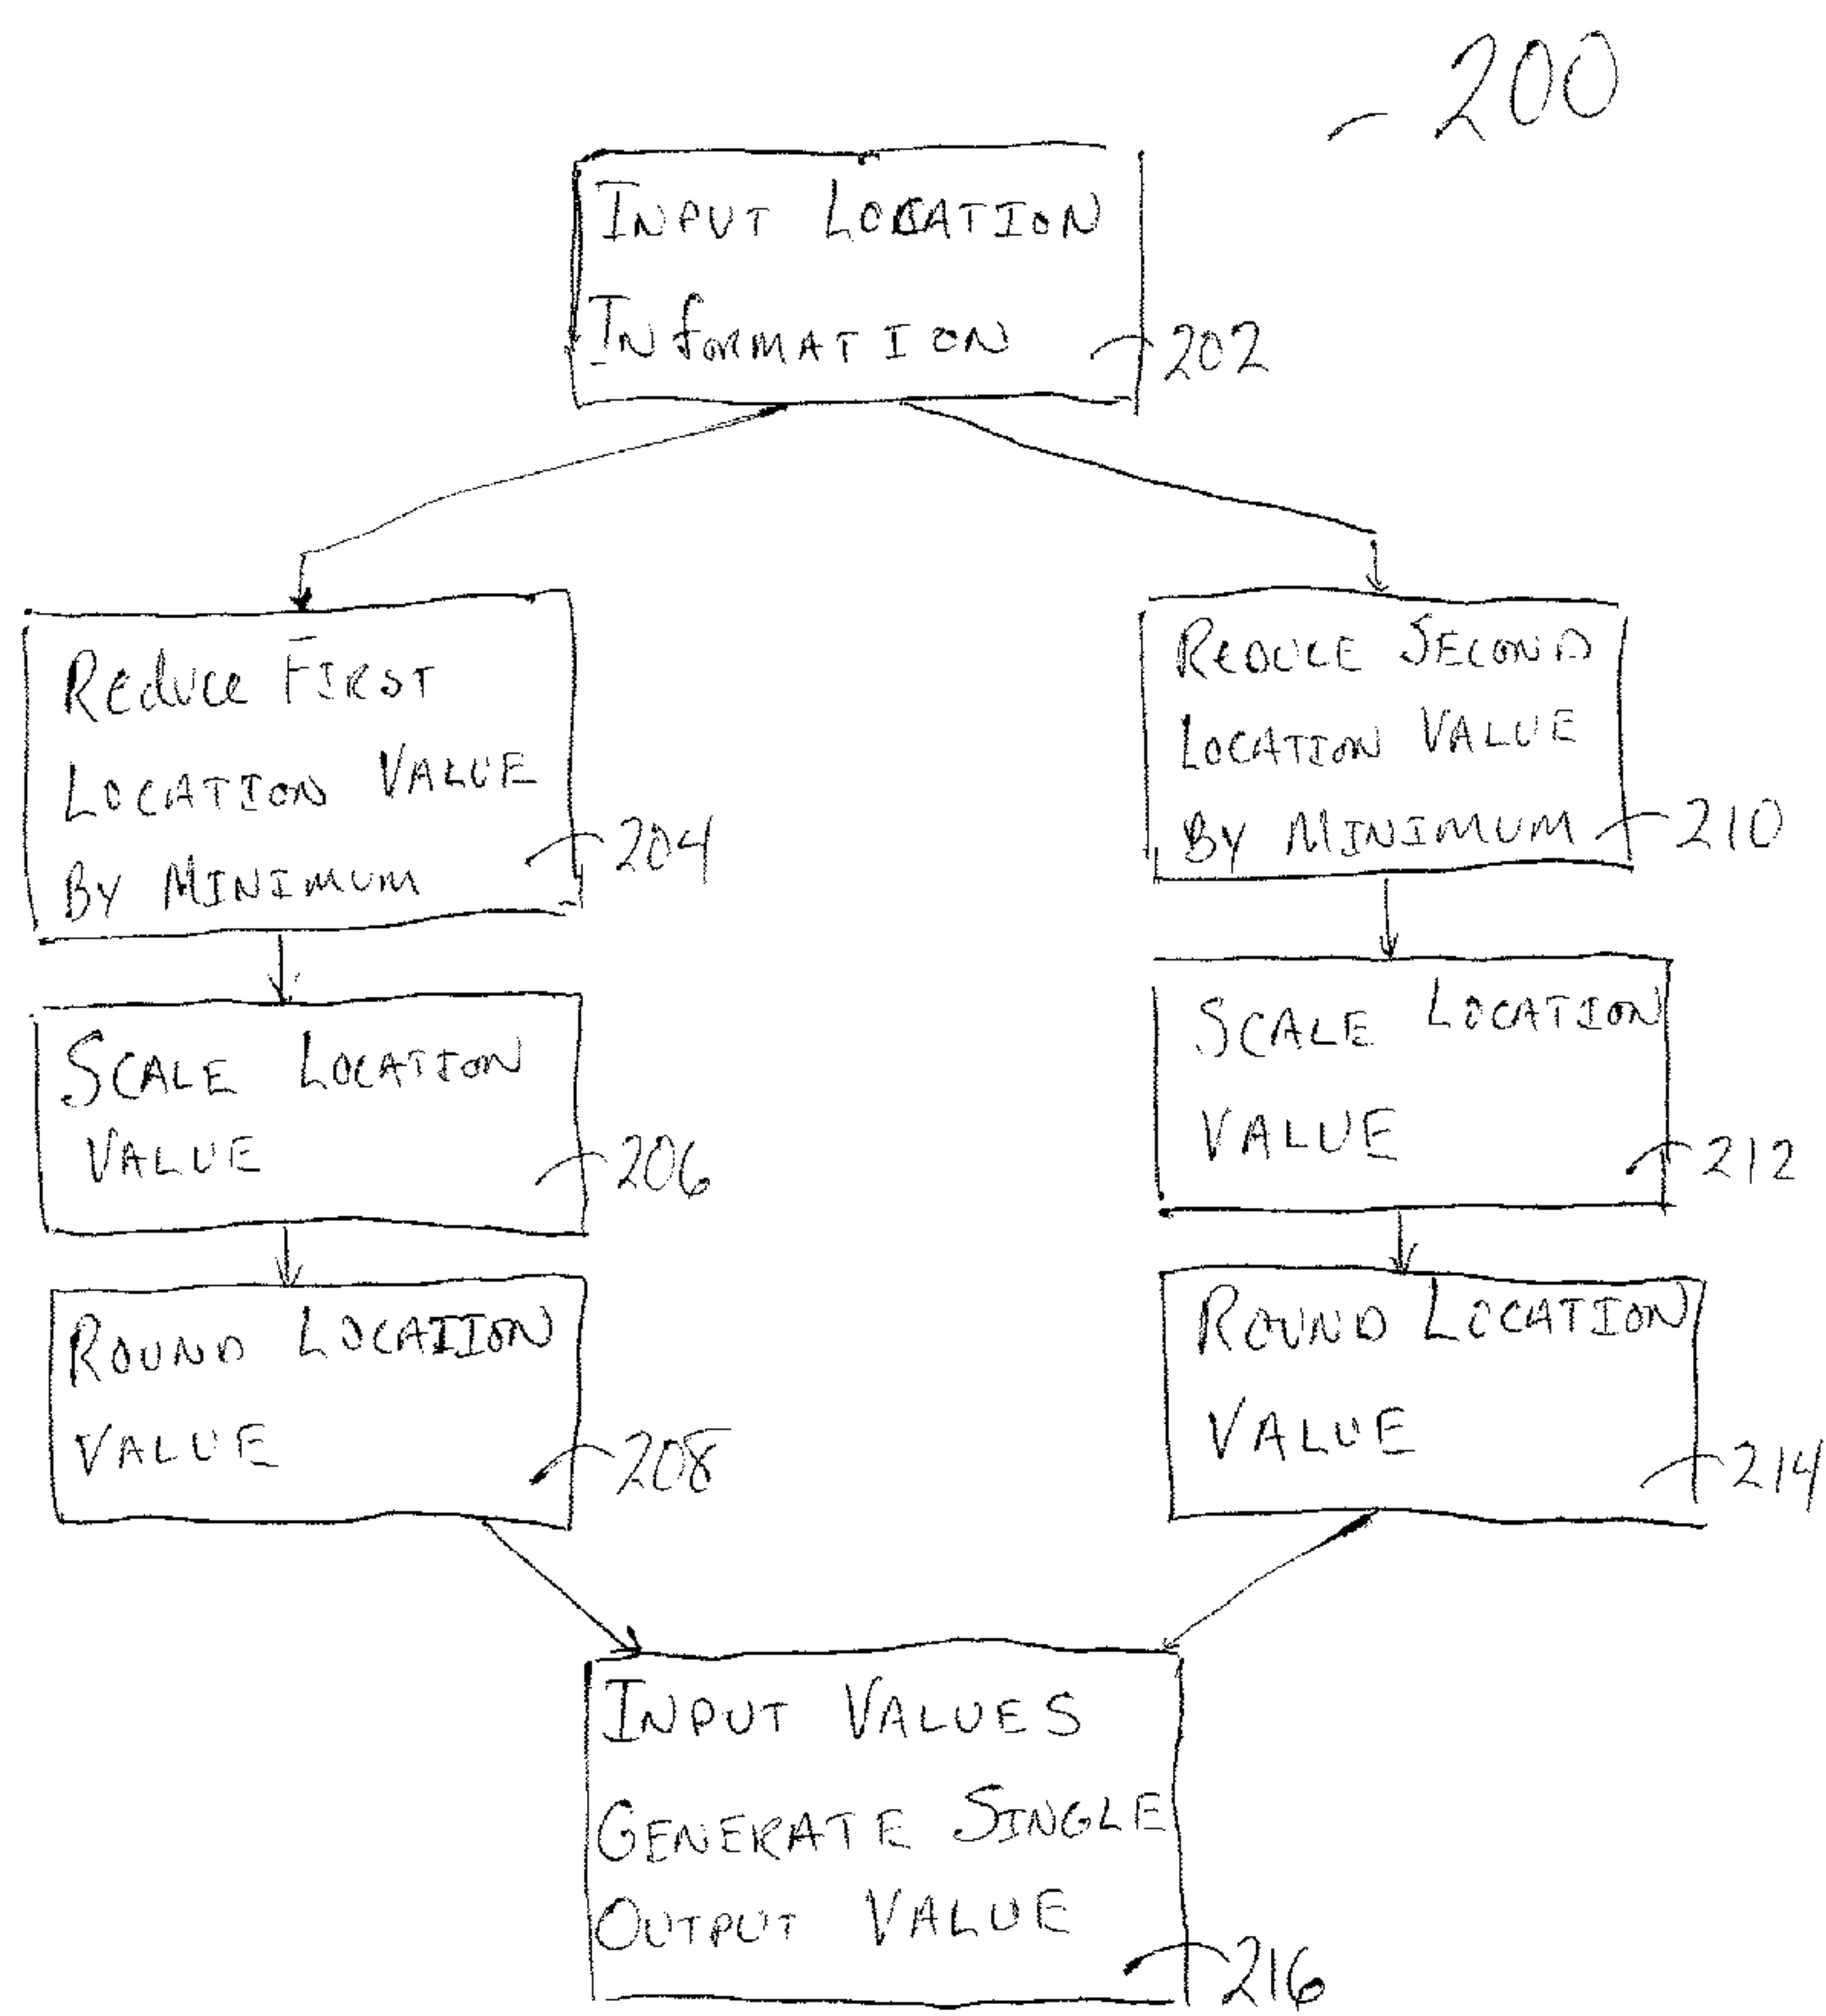 200
INPUT LOCATION
INFORMATION
202
REDUCE FIRST
LOCATION VALUE
BY MINIMUM
204
REDUCE SECOND
LOCATION VALUE
BY MINIMUM
210
SCALE LOCATION
VALUE
206
SCALE LOCATION
VALUE
212
ROUND LOCATION
VALUE
208
ROUND LOCATION
VALUE
214
INPUT VALUES
GENERATE SINGLE
OUTPUT VALUE
216